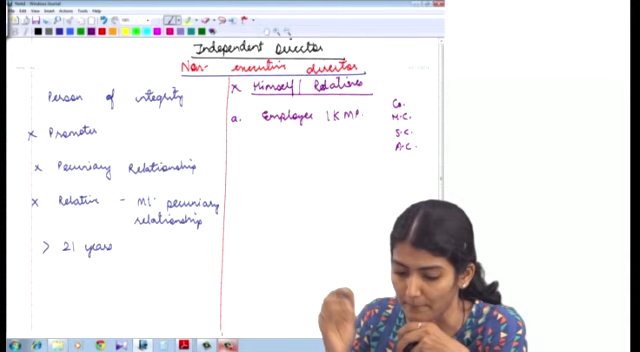 Independent Director
Non-executive director
Person of integrity
x Promoter
x Pecuniary Relationship
x Relative - Ml: pecuniary
relationship
> 21 years
x Himself / Relatives
a. Employee / KMP.
Co.
H.C.
S.C.
A.C.